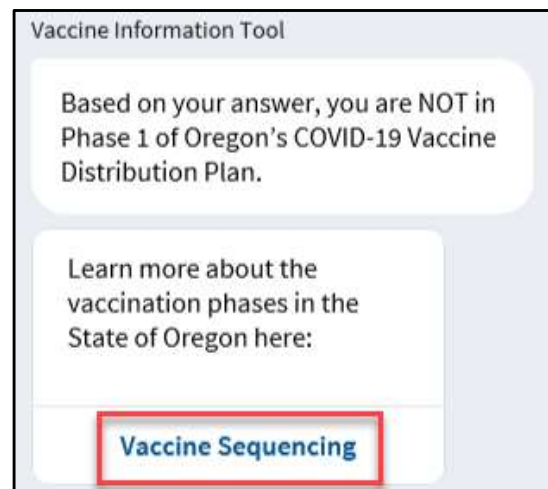 Vaccine Information Tool
Based on your answer, you are NOT in
Phase 1 of Oregon's COVID-19 Vaccine
Distribution Plan.
Learn more about the
vaccination phases in the
State of Oregon here:
Vaccine Sequencing